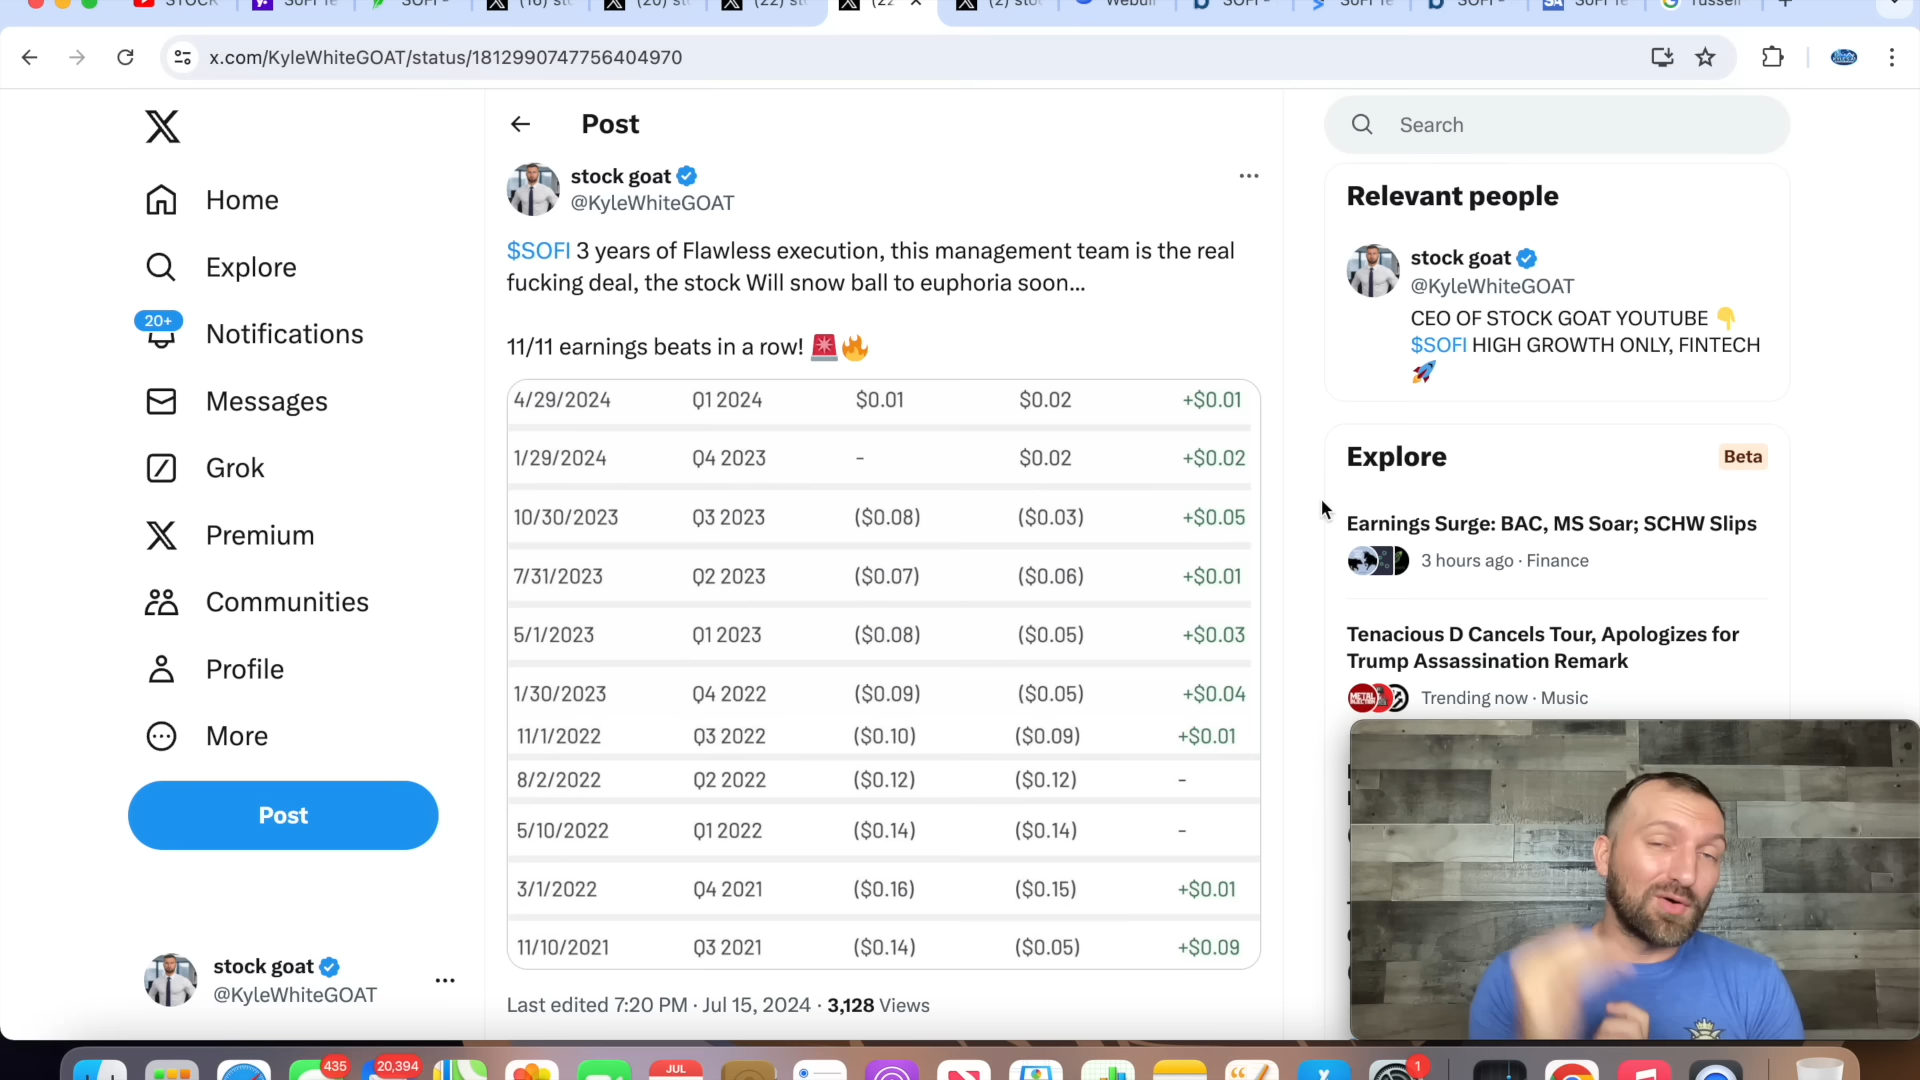 STOCK
x.com/KyleWhiteGOAT/status/1812990747756404970
Home
Explore
20+
Notifications
Messages
Grok
Premium
Communities
Profile
More
Post
stock goat
@KyleWhiteGOAT
Post
stock goat
@KyleWhiteGOAT
$SOFI 3 years of Flawless execution, this management team is the real
fucking deal, the stock Will snow ball to euphoria soon...
11/11 earnings beats in a row!
4/29/2024 Q1 2024 $0.01 $0.02 +$0.01
1/29/2024 Q4 2023 - $0.02 +$0.02
10/30/2023 Q3 2023 ($0.08) ($0.03) +$0.05
7/31/2023 Q2 2023 ($0.07) ($0.06) +$0.01
5/1/2023 Q1 2023 ($0.08) ($0.05) +$0.03
1/30/2023 Q4 2022 ($0.09) ($0.05) +$0.04
11/1/2022 Q3 2022 ($0.10) ($0.09) +$0.01
8/2/2022 Q2 2022 ($0.12) ($0.12) -
5/10/2022 Q1 2022 ($0.14) ($0.14) -
3/1/2022 Q4 2021 ($0.16) ($0.15) +$0.01
11/10/2021 Q3 2021 ($0.14) ($0.05) +$0.09
Last edited 7:20 PM · Jul 15, 2024 · 3,128 Views
Search
Relevant people
stock goat
@KyleWhiteGOAT
CEO OF STOCK GOAT YOUTUBE
$SOFI HIGH GROWTH ONLY, FINTECH
Explore
Beta
Earnings Surge: BAC, MS Soar; SCHW Slips
3 hours ago · Finance
Tenacious D Cancels Tour, Apologizes for
Trump Assassination Remark
Trending now · Music
435
20,394
JUL
1